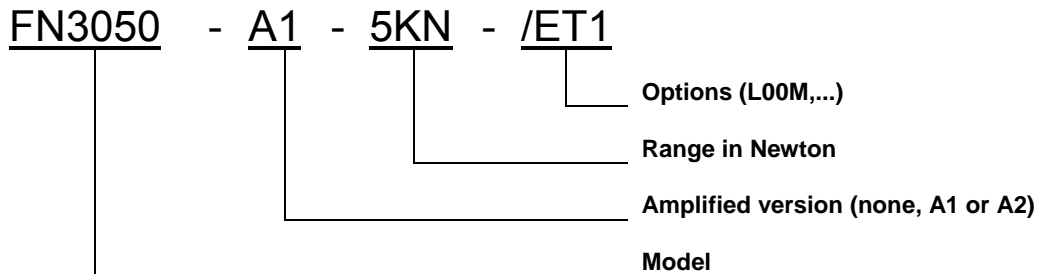 FN3050 - A1 - 5KN - /ET1
Options (L00M,...)
Range in Newton
Amplified version (none, A1 or A2)
Model